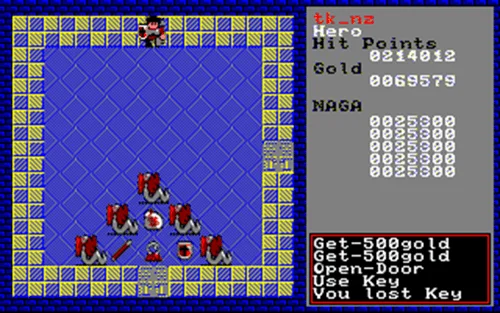 tk_nz
Hero
Hit Points
0214012
Gold
0069579
NAGA
0025800
0025800
0025800
0025800
0025800
Get-500gold
Get-500gold
Open-Door
Use Key
You lost Key